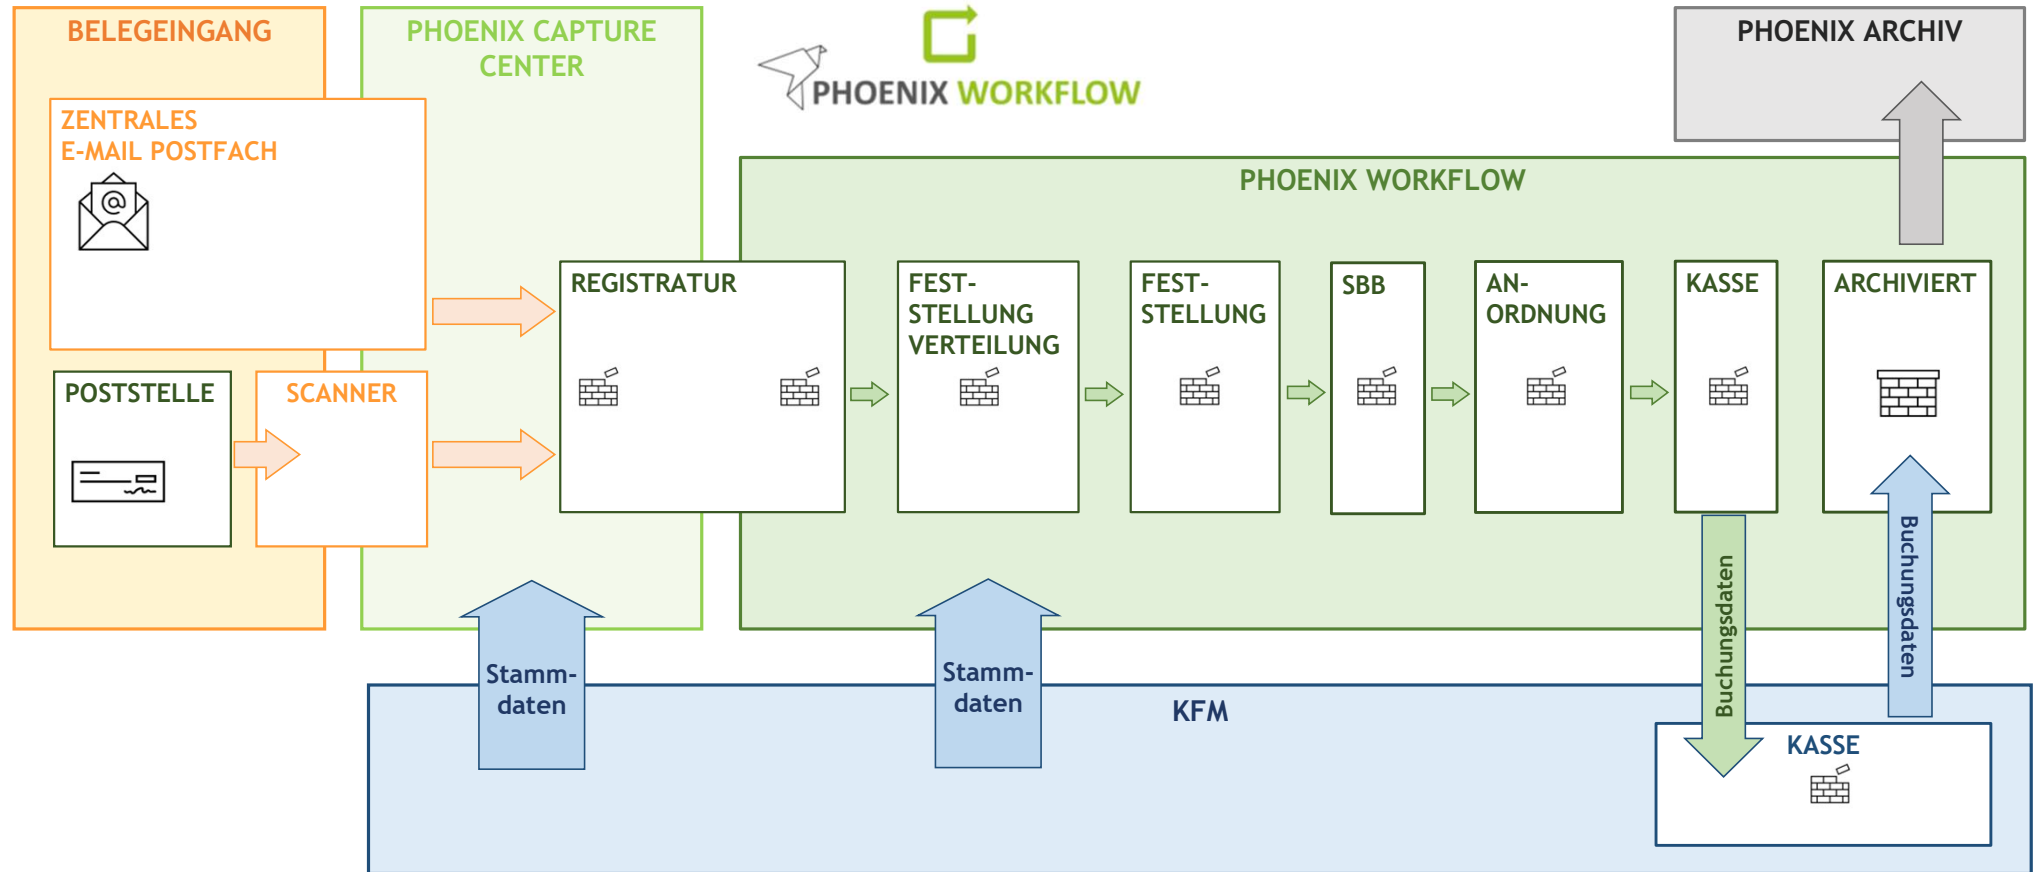 BELEGEINGANG
PHOENIX CAPTURE
CENTER
PHOENIX WORKFLOW
PHOENIX ARCHIV
ZENTRALES
E-MAIL POSTFACH
@
PHOENIX WORKFLOW
POSTSTELLE
SCANNER
REGISTRATUR
FEST-
STELLUNG
VERTEILUNG
FEST-
STELLUNG
SBB
AN-
ORDNUNG
KASSE
ARCHIVIERT
Stamm-
daten
Stamm-
daten
Buchungsdaten
Buchungsdaten
KFM
KASSE